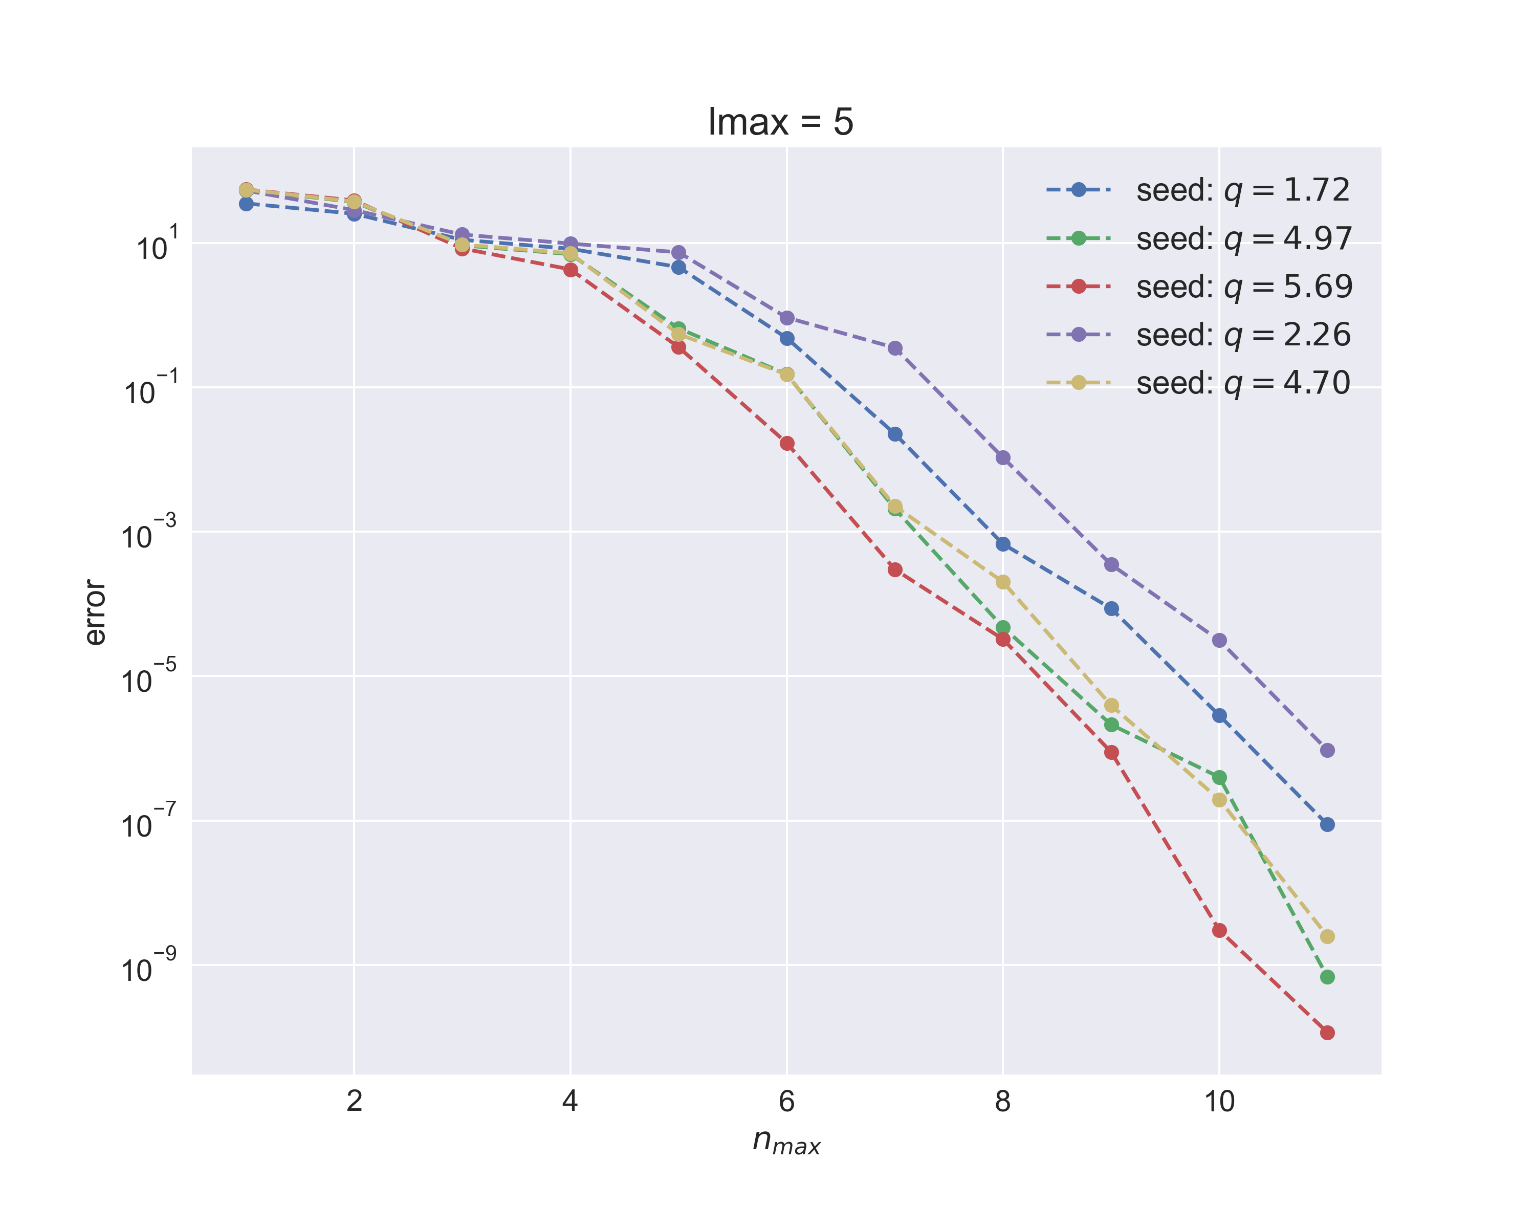 lmax = 5
seed: q = 1.72
seed: q = 4.97
seed: q = 5.69
seed: q = 2.26
seed: q = 4.70
10^1
10^−1
10^−3
10^−5
10^−7
10^−9
error
2 4 6 8 10
n_max